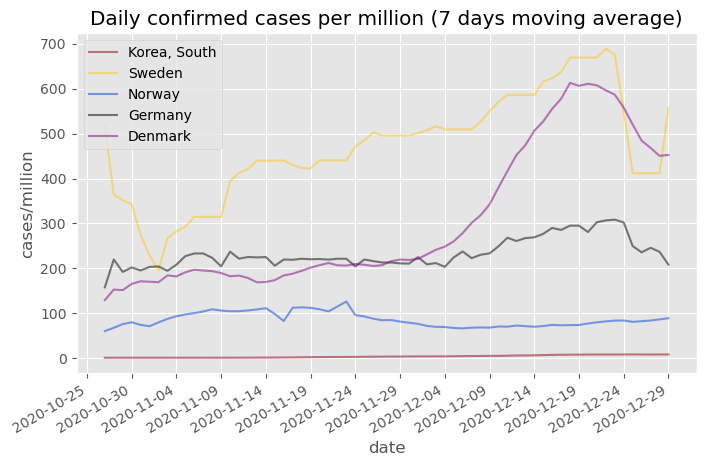 Daily confirmed cases per million (7 days moving average)
700
600
500
400
300
200
100
0
cases/million
Korea, South
Sweden
Norway
Germany
Denmark
2020-10-25
2020-10-30
2020-11-04
2020-11-09
2020-11-14
2020-11-19
2020-11-24
2020-11-29
2020-12-04
2020-12-09
2020-12-14
2020-12-19
2020-12-24
2020-12-29
date